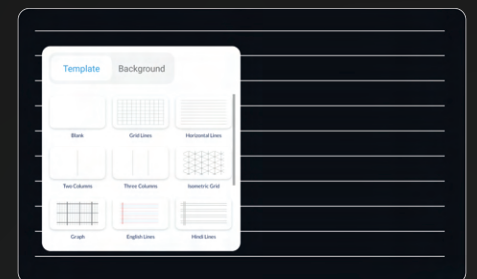 Template Background
Blank Grid Lines Horizontal Lines
Two Columns Three Columns Isometric Grid
Graph English Lines Hindi Lines